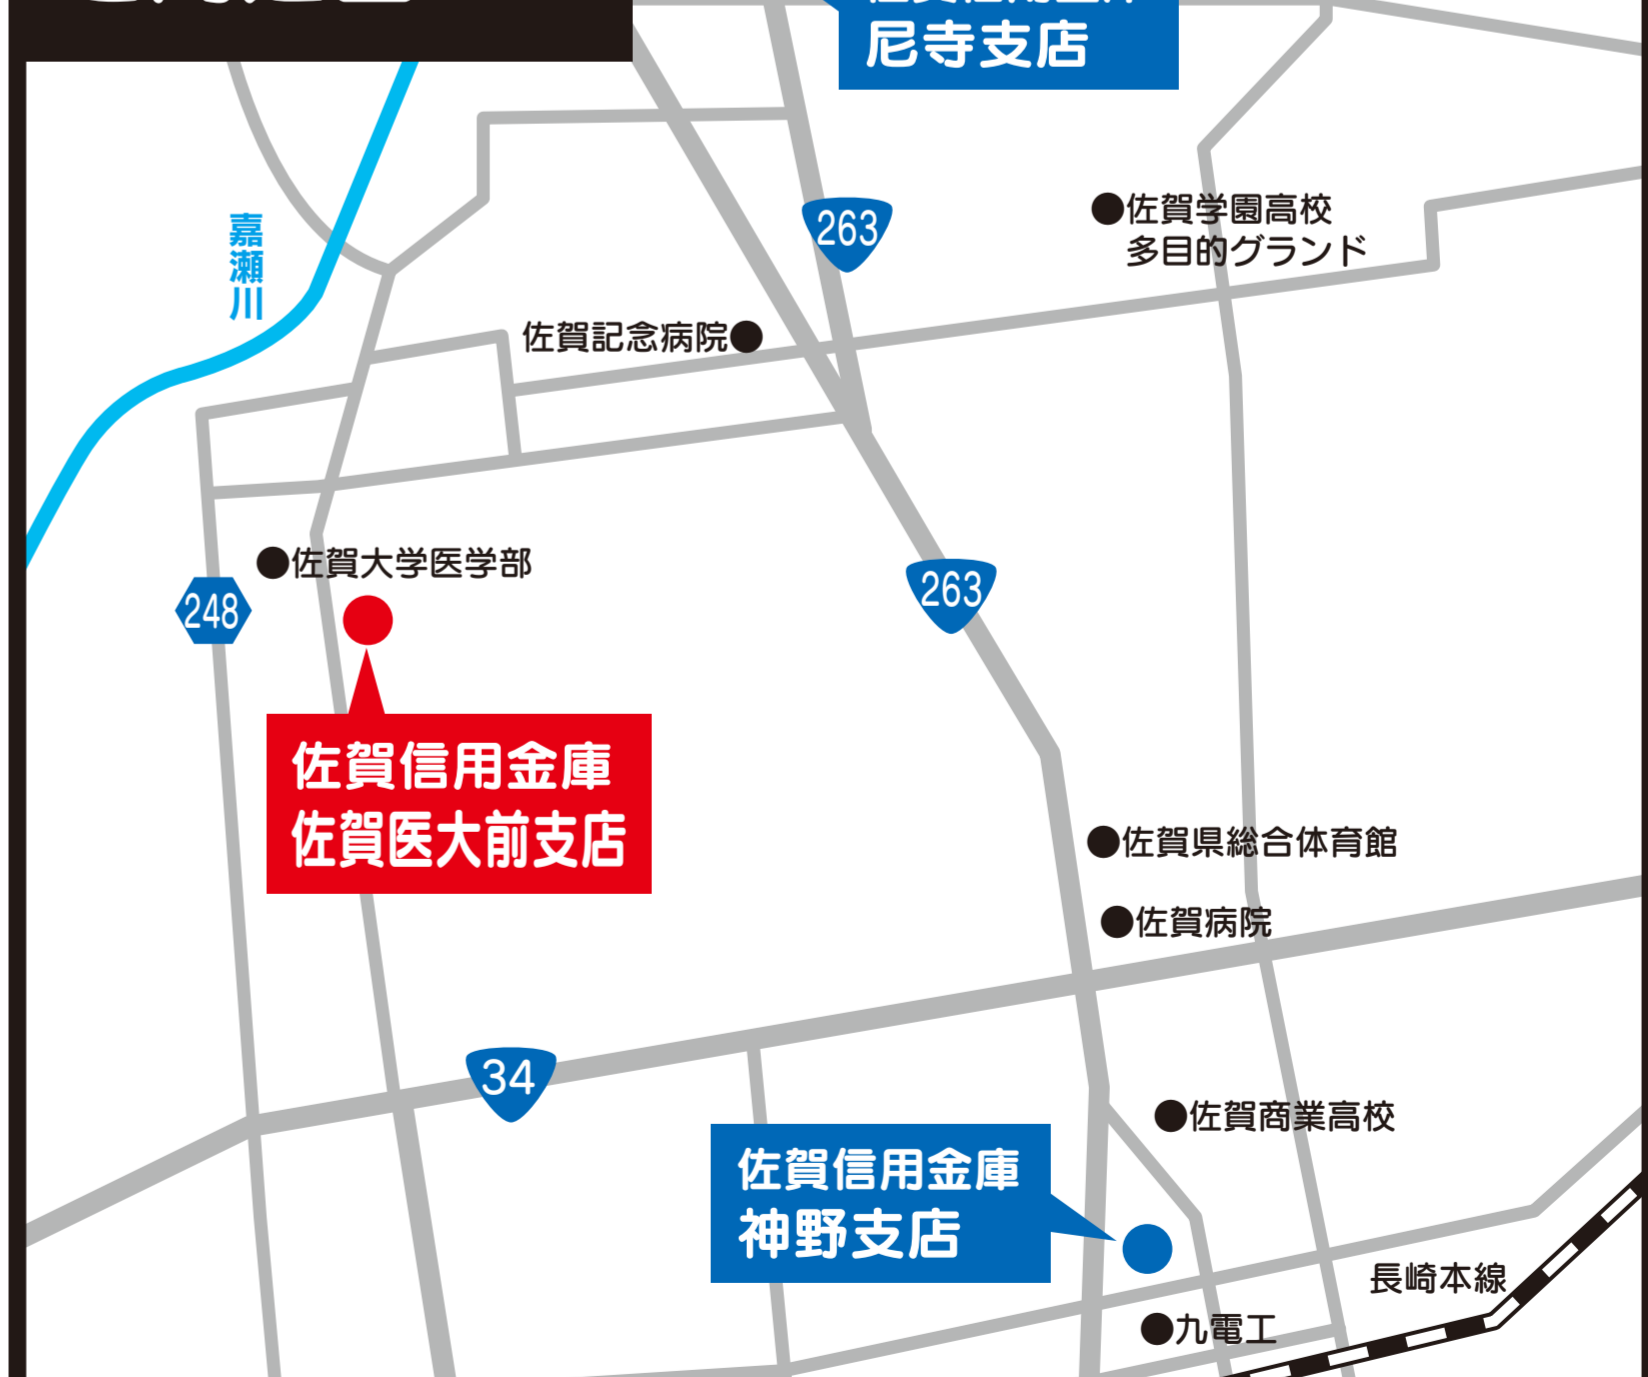 尼寺支店
263
佐賀学園高校
多目的グランド
嘉瀬川
佐賀記念病院
佐賀大学医学部
248
263
佐賀信用金庫
佐賀医大前支店
佐賀県総合体育館
佐賀病院
34
佐賀商業高校
佐賀信用金庫
神野支店
長崎本線
九電工